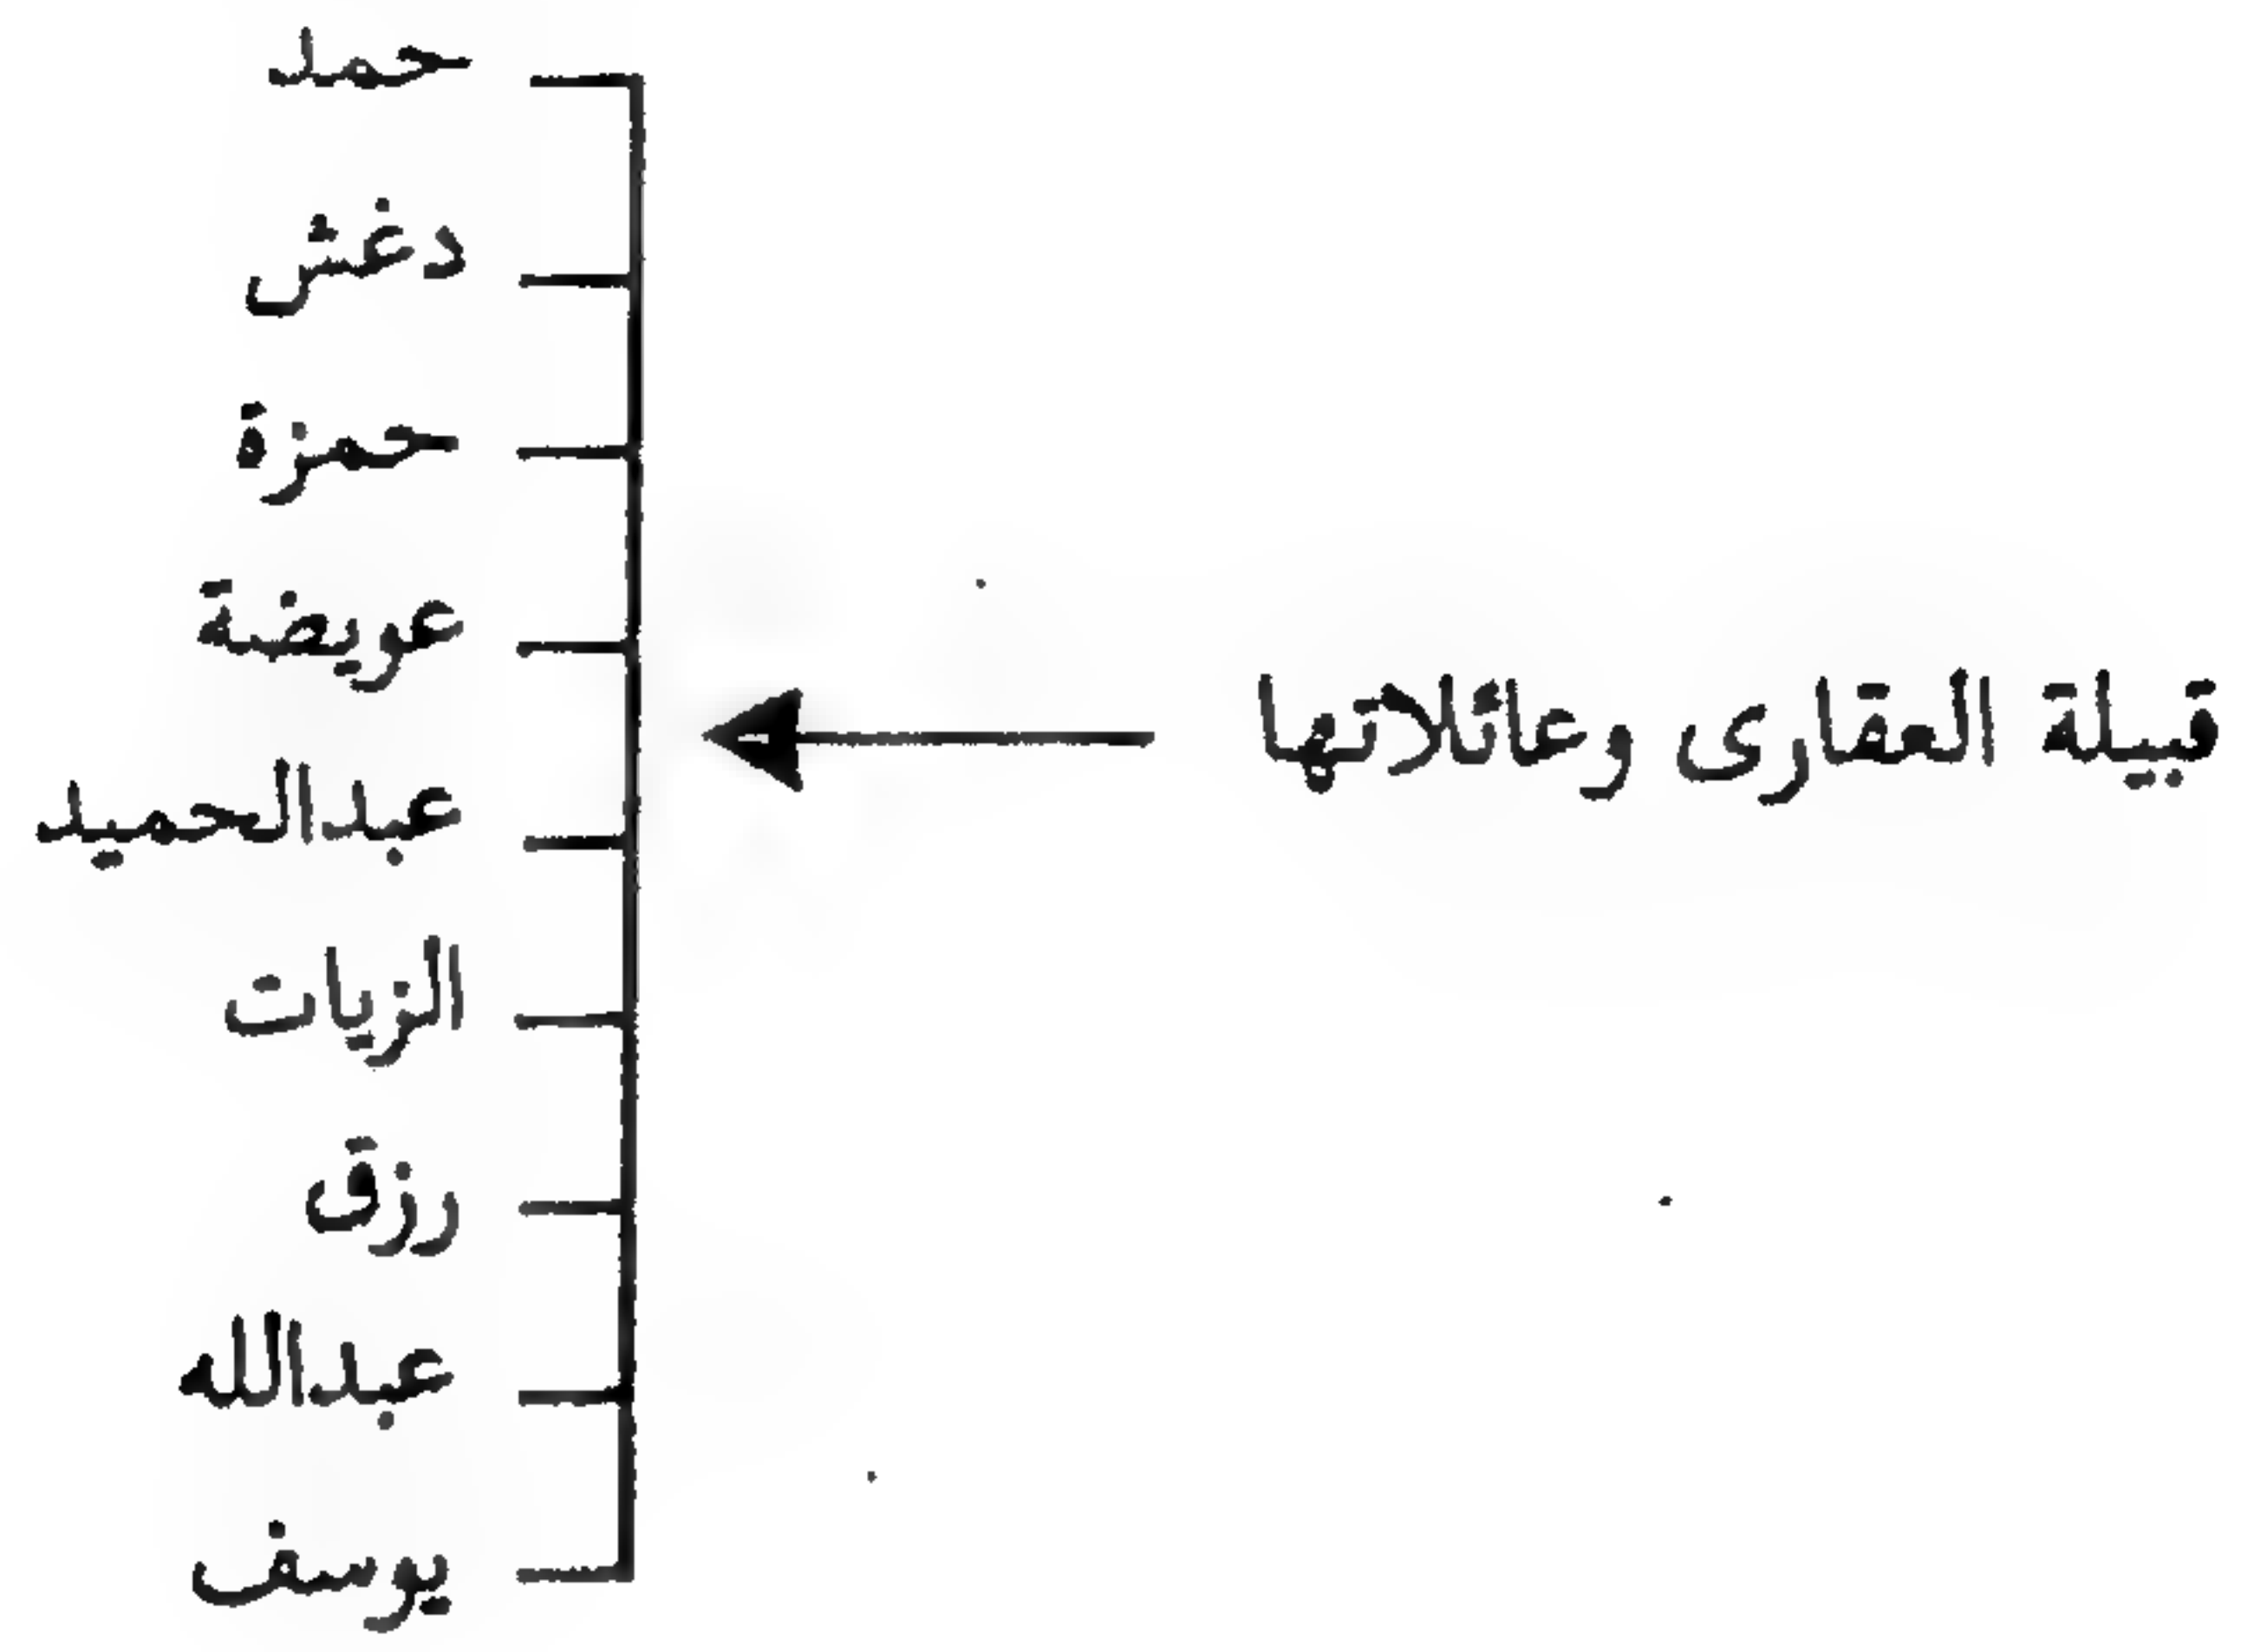 قبيلة العقارى وعائلاتها
حمد
دغش
حمزة
عويضة
عبدالحميد
الزيات
رزق
عبدالله
يوسف